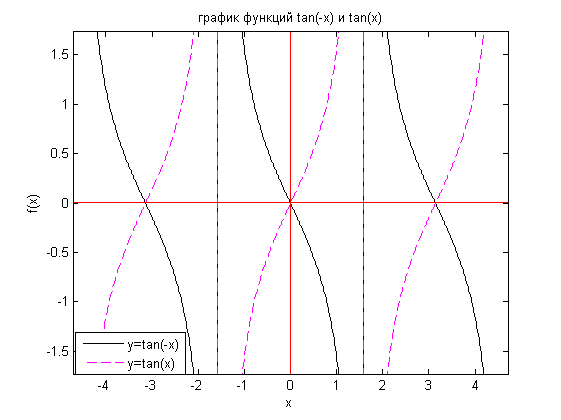 график функций tan(-x) и tan(x)
f(x)
1.5
1
0.5
0
-0.5
-1
-1.5
y=tan(-x)
y=tan(x)
-4 -3 -2 -1 0 1 2 3 4
x